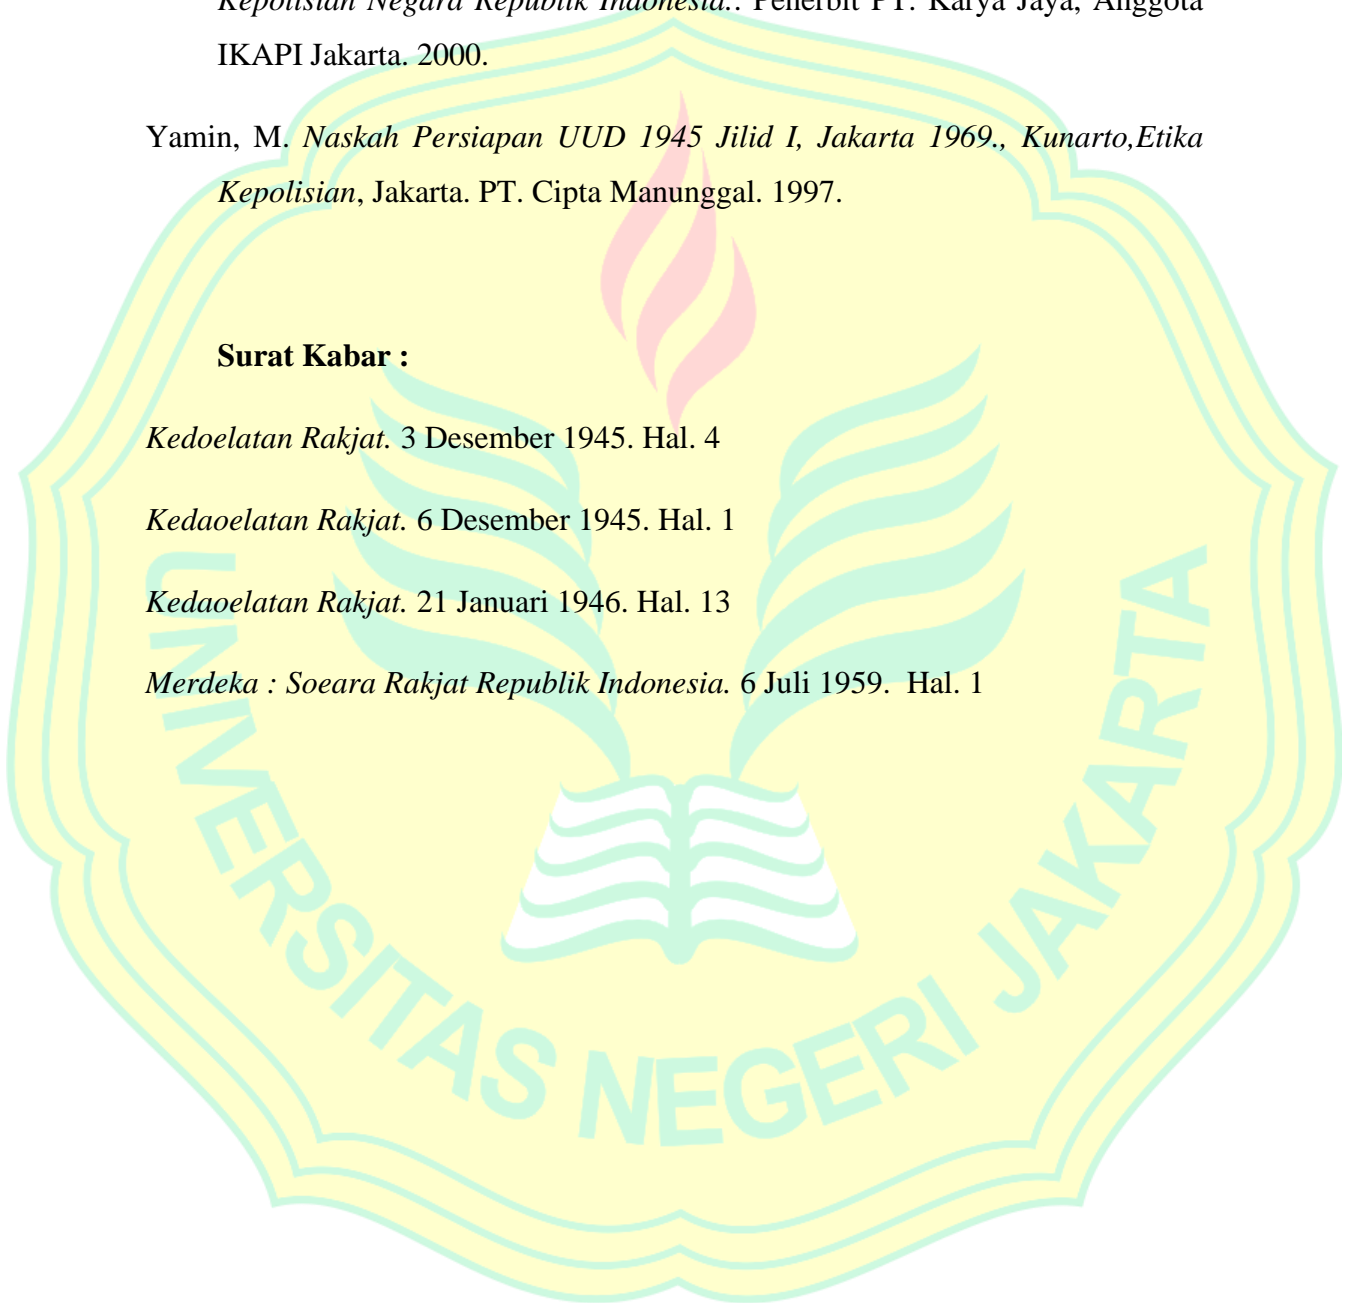 Kepolisian Negara Republik Indonesia.. Penerbit PT. Karya Jaya, Anggota
IKAPI Jakarta. 2000.
Yamin, M. Naskah Persiapan UUD 1945 Jilid I, Jakarta 1969., Kunarto,Etika
Kepolisian, Jakarta. PT. Cipta Manunggal. 1997.
Surat Kabar :
Kedoelatan Rakjat. 3 Desember 1945. Hal. 4
Kedaoelatan Rakjat. 6 Desember 1945. Hal. 1
Kedaoelatan Rakjat. 21 Januari 1946. Hal. 13
Merdeka : Soeara Rakjat Republik Indonesia. 6 Juli 1959. Hal. 1
UNIVERSITAS NEGERI JAKARTA